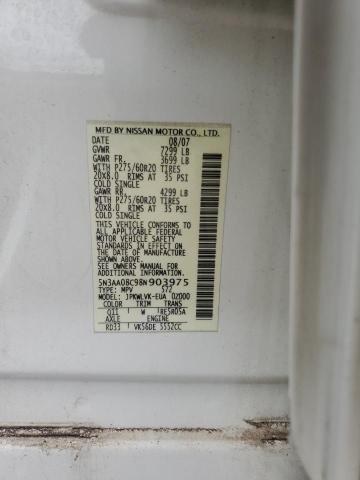 MFD BY NISSAN MOTOR CO., LTD.
DATE 08/07
GVWR 7299 LB
GAWR FR. 3699 LB
WITH P275/60R20 TIRES
20X8.0 RIMS AT 35 PSI
COLD SINGLE
GAWR RR. 4299 LB
WITH P275/60R20 TIRES
20X8.0 RIMS AT 35 PSI
COLD SINGLE
THIS VEHICLE CONFORMS TO
ALL APPLICABLE FEDERAL
MOTOR VEHICLE SAFETY
STANDARDS IN EFFECT ON
THE DATE OF MANUFACTURE
SHOWN ABOVE.
SEE OWNERS MANUAL FOR
ADDITIONAL INFORMATION.
5N3AA08C98N903975
TYPE: MPV 572
MODEL: JPKWLVK-EUA 0Z000
COLOR TRIM TRANS
Q11 W RE5R05A
AXLE ENGINE
RD33 VK56DE 5552CC